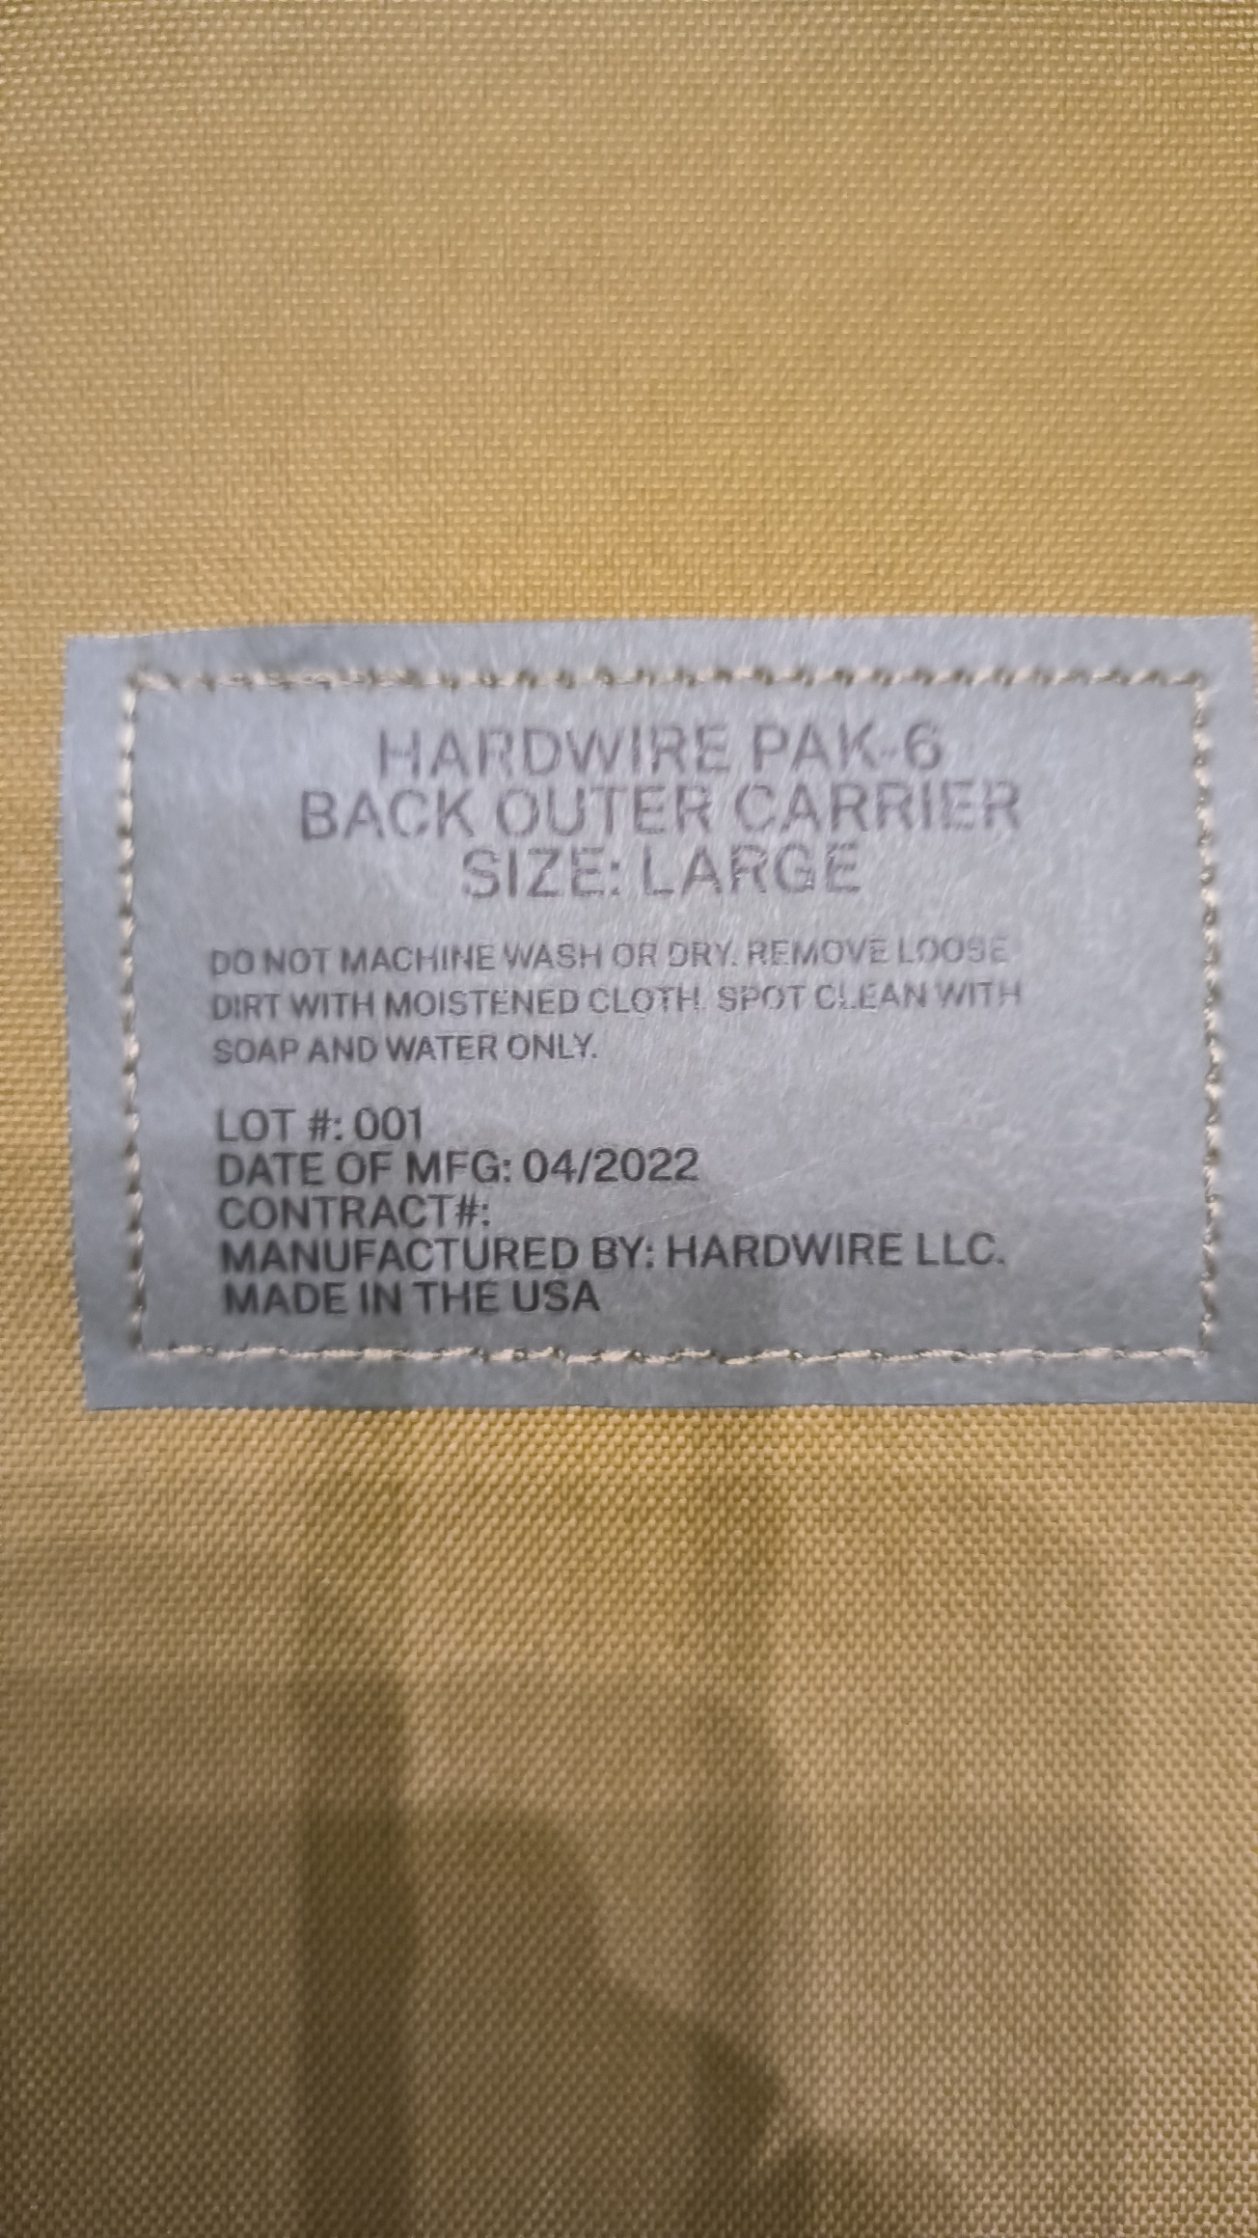 HARDWIRE PAK-6
BACK OUTER CARRIER
SIZE: LARGE
DO NOT MACHINE WASH OR DRY. REMOVE LOOSE
DIRT WITH MOISTENED CLOTH. SPOT CLEAN WITH
SOAP AND WATER ONLY.
LOT #: 001
DATE OF MFG: 04/2022
CONTRACT#:
MANUFACTURED BY: HARDWIRE LLC.
MADE IN THE USA